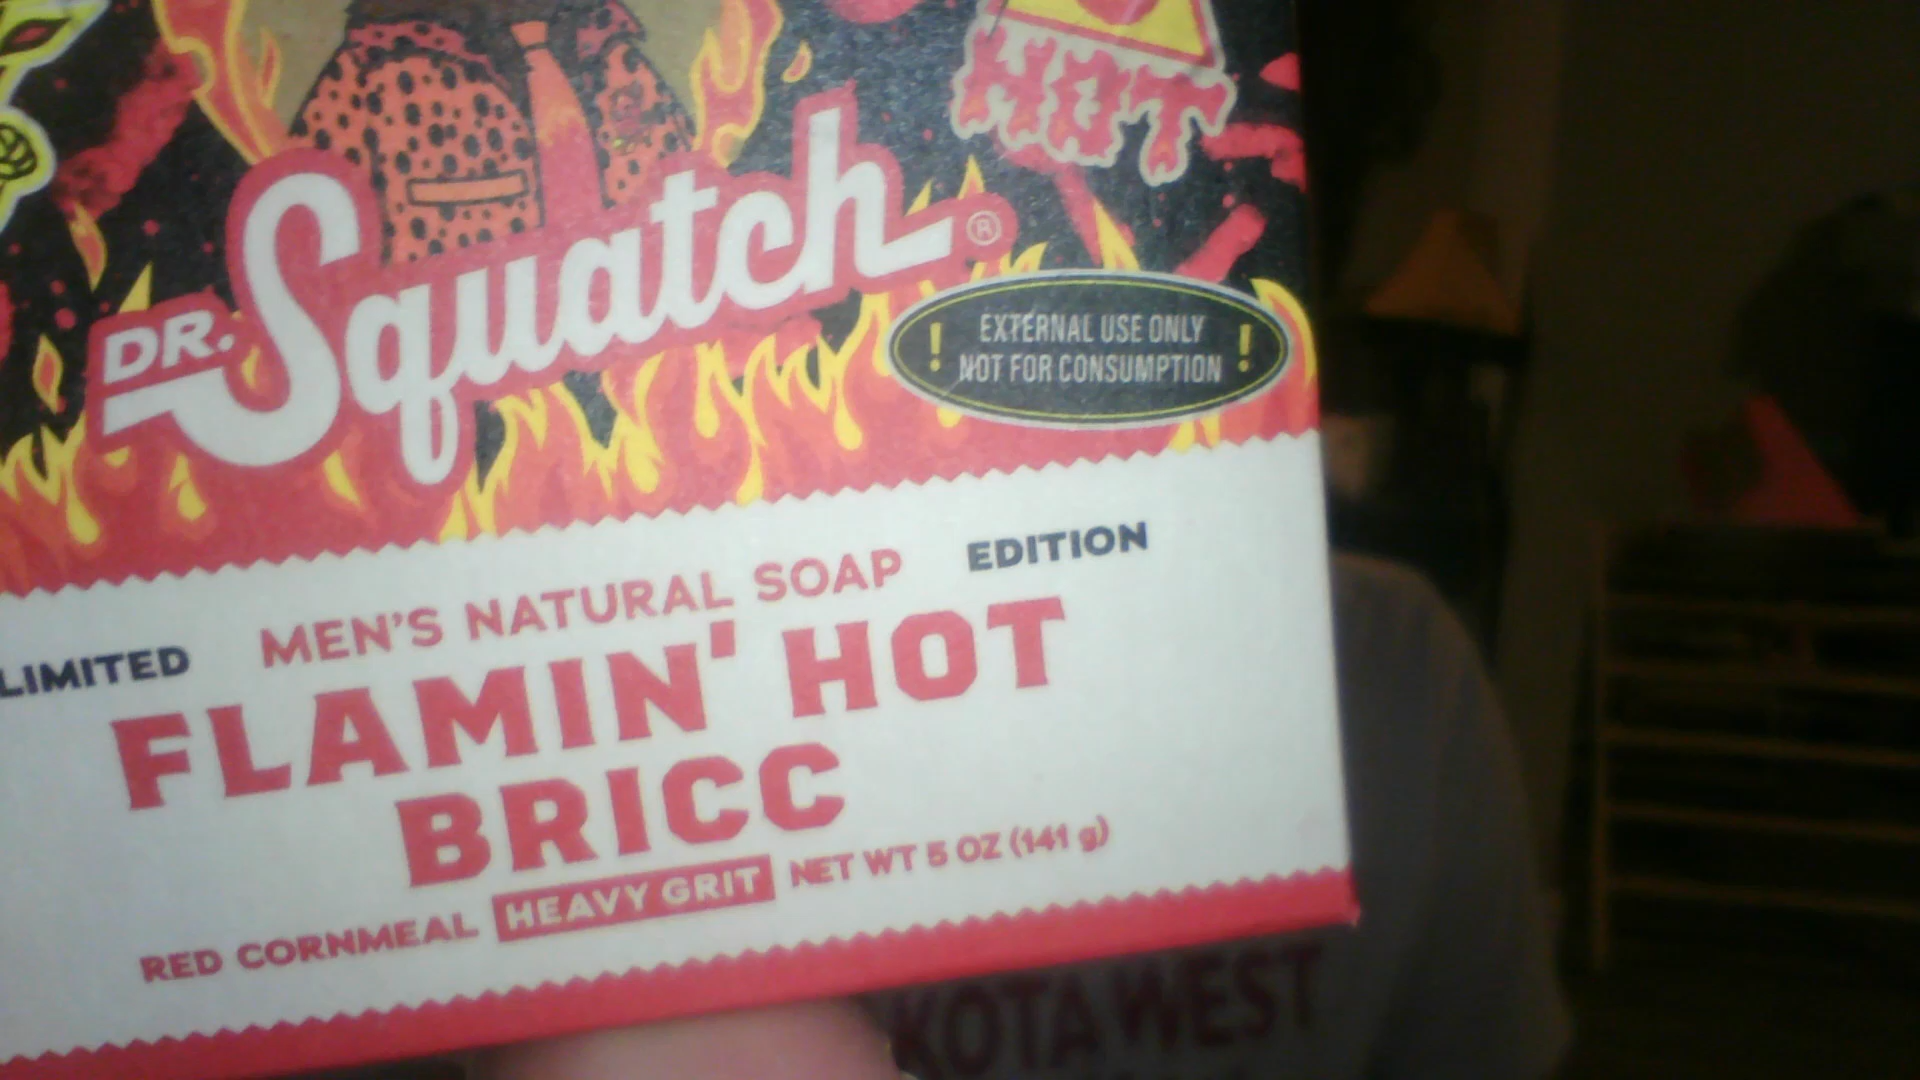 HOT
DR. Squatch®
! EXTERNAL USE ONLY !
NOT FOR CONSUMPTION
LIMITED MEN'S NATURAL SOAP EDITION
FLAMIN' HOT
BRICC
RED CORNMEAL HEAVY GRIT NET WT 5 OZ (141 g)
KOTA WEST